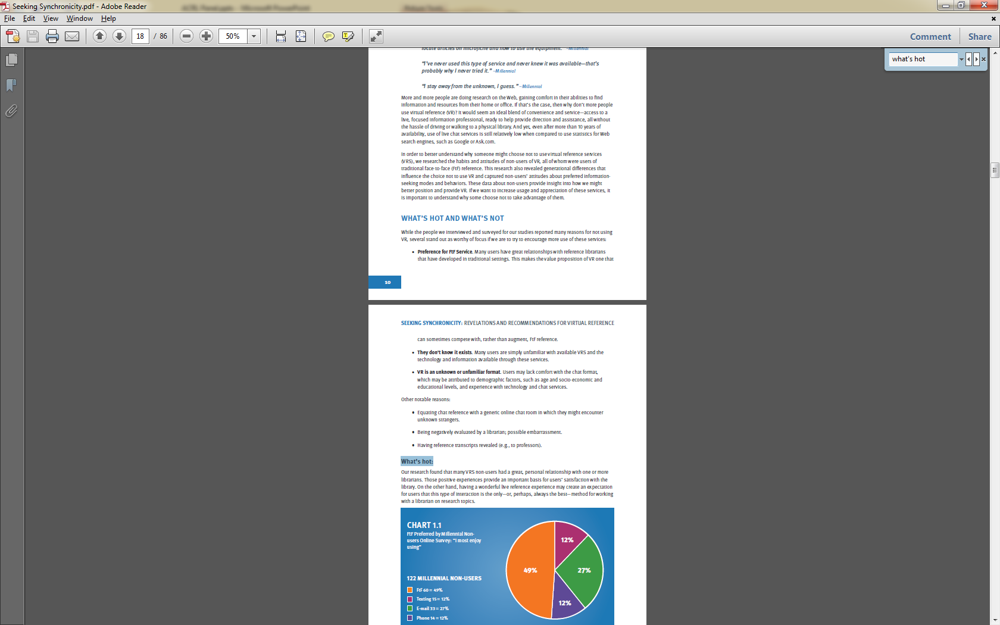 Seeking Synchronicity.pdf - Adobe Reader
File Edit View Window Help
18 / 86
50%
Comment
Share
what's hot
locate articles on microfiche and how to use the equipment." –Millennial
“I’ve never used this type of service and never knew it was available—that’s
probably why I never tried it.” –Millennial
“I stay away from the unknown, I guess.” –Millennial
More and more people are doing research on the Web, gaining comfort in their abilities to find
information and resources from their home or office. If that’s the case, then why don’t more people
use virtual reference (VR)? It would seem an ideal blend of convenience and service—access to a
live, focused information professional, ready to help provide direction and assistance, all without
the hassle of driving or walking to a physical library. And yet, even after more than 10 years of
availability, use of live chat services is still relatively low when compared to use statistics for Web
search engines, such as Google or Ask.com.
In order to better understand why someone might choose not to use virtual reference services
(VRS), we researched the habits and attitudes of non-users of VR, all of whom were users of
traditional face-to-face (FtF) reference. This research also revealed generational differences that
influence the choice not to use VR and captured non-users’ attitudes about preferred information-
seeking modes and behaviors. These data about non-users provide insight into how we might
better position and provide VR. If we want to increase usage and appreciation of these services, it
is important to understand why some choose not to take advantage of them.
WHAT’S HOT AND WHAT’S NOT
While the people we interviewed and surveyed for our studies reported many reasons for not using
VR, several stand out as worthy of focus if we are to try to encourage more use of these services:
• Preference for FtF Service. Many users have great relationships with reference librarians
that have developed in traditional settings. This makes the value proposition of VR one that
10
SEEKING SYNCHRONICITY: REVELATIONS AND RECOMMENDATIONS FOR VIRTUAL REFERENCE
can sometimes compete with, rather than augment, FtF reference.
• They don’t know it exists. Many users are simply unfamiliar with available VRS and the
technology and information available through these services.
• VR is an unknown or unfamiliar format. Users may lack comfort with the chat format,
which may be attributed to demographic factors, such as age and socio-economic and
educational levels, and experience with technology and chat services.
Other notable reasons:
• Equating chat reference with a generic online chat room in which they might encounter
unknown strangers.
• Being negatively evaluated by a librarian; possible embarrassment.
• Having reference transcripts revealed (e.g., to professors).
What’s hot:
Our research found that many VRS non-users had a great, personal relationship with one or more
librarians. Those positive experiences provide an important basis for users’ satisfaction with the
library. On the other hand, having a wonderful live reference experience may create an expectation
for users that this type of interaction is the only—or, perhaps, always the best—method for working
with a librarian on research topics.
CHART 1.1
FtF Preferred by Millennial Non-
users Online Survey: “I most enjoy
using”
122 MILLENNIAL NON-USERS
FtF 60 = 49%
Texting 15 = 12%
E-mail 33 = 27%
Phone 14 = 12%
12%
49%
27%
12%